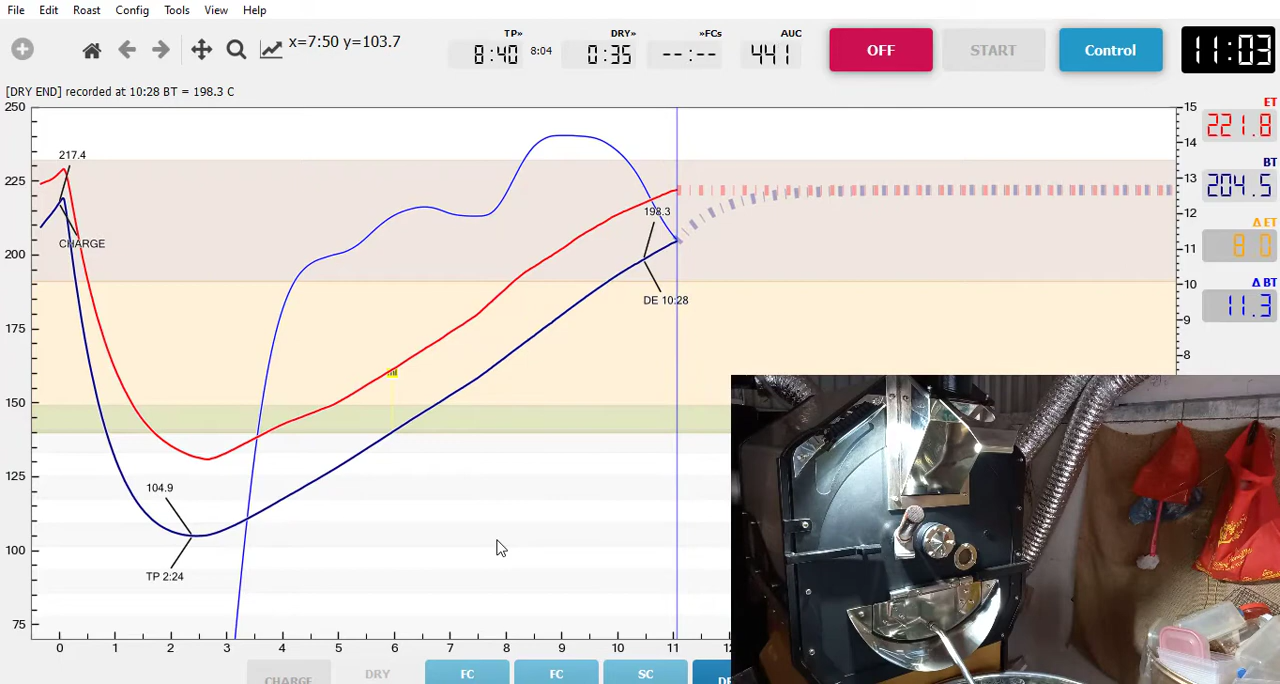 File Edit Roast Config Tools View Help
x=7:50 y=103.7
TP»
8:40
8:04
DRY»
0:35
»FCs
--:--
AUC
441
OFF
START
Control
11:03
[DRY END] recorded at 10:28 BT = 198.3 C
ET
221.8
BT
204.5
Δ ET
8.0
Δ BT
11.3
250
225
200
175
150
125
100
75
15
14
13
12
11
10
9
8
217.4
CHARGE
104.9
TP 2:24
198.3
DE 10:28
0 1 2 3 4 5 6 7 8 9 10 11 12
CHARGE
DRY
FC
FC
SC